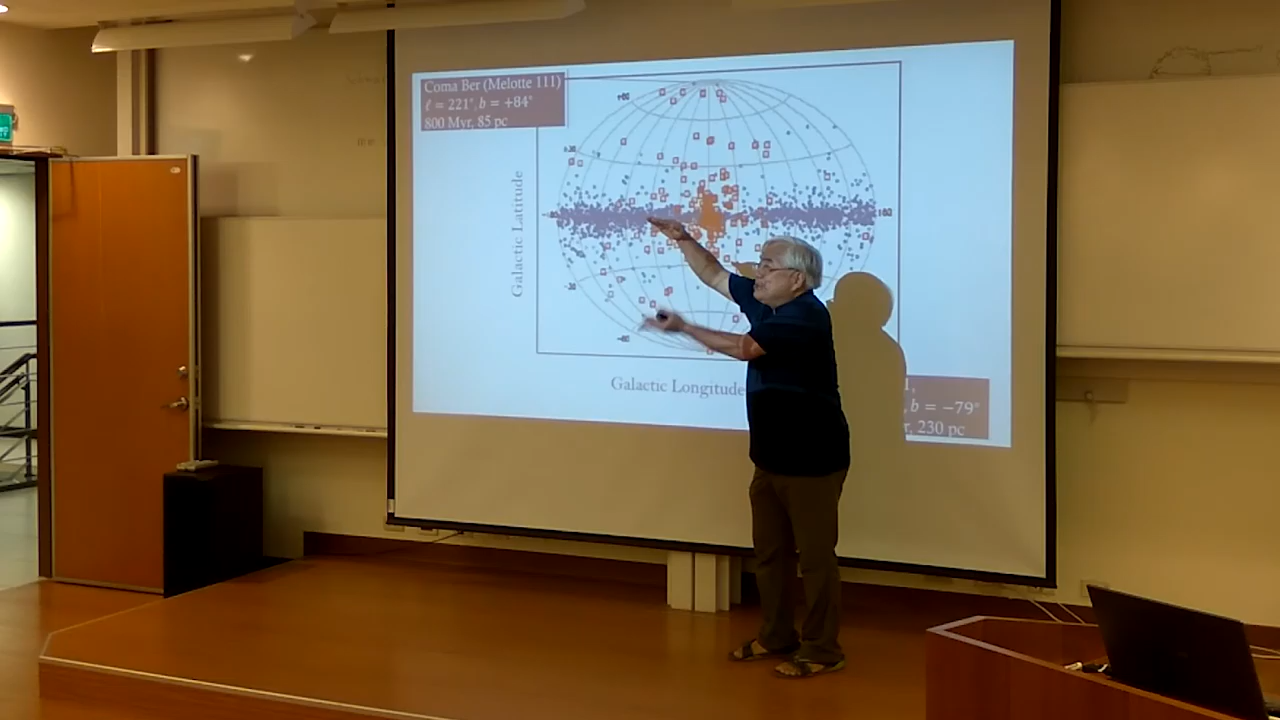 Coma Ber (Melotte 111)
ℓ = 221°, b = +84°
800 Myr, 85 pc
Galactic Latitude
Galactic Longitude
, b = −79°
r, 230 pc